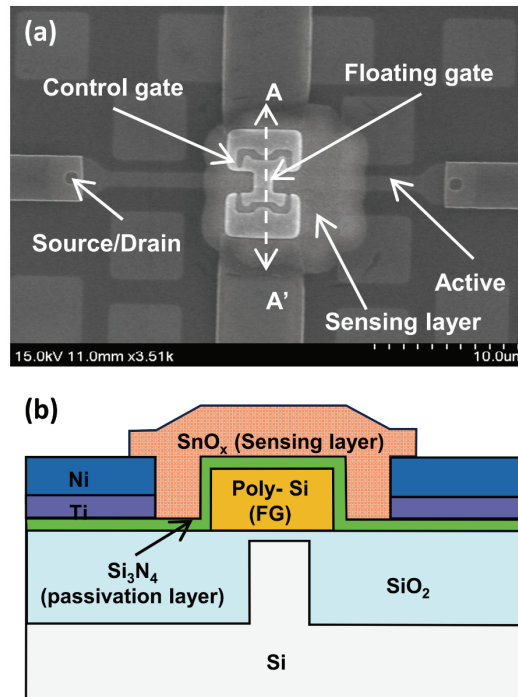 (a)
A
Floating gate
Control gate
Source/Drain
Active
A'
Sensing layer
15.0kV 11.0mm x3.51k
10.0um
(b)
SnOx (Sensing layer)
Ni
Poly- Si
(FG)
Ti
Si3N4
(passivation layer)
SiO2
Si